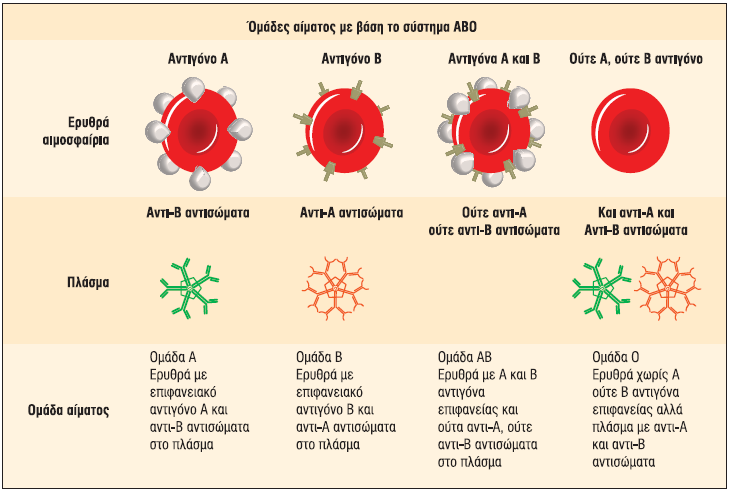 Όμάδες αίματος με βάση το σύστημα ΑΒΟ
Αντιγόνο Α
Αντιγόνο Β
Αντιγόνα Α και Β
Ούτε Α, ούτε Β αντιγόνο
Ερυθρά
αιμοσφαίρια
Αντι-Β αντισώματα
Αντι-Α αντισώματα
Ούτε αντι-Α
ούτε αντι-Β αντισώματα
Και αντι-Α και
Αντι-Β αντισώματα
Πλάσμα
Ομάδα αίματος
Ομάδα Α
Ερυθρά με
επιφανειακό
αντιγόνο Α και
αντι-Β αντισώματα
στο πλάσμα
Ομάδα Β
Ερυθρά με
επιφανειακό
αντιγόνο Β και
αντι-Α αντισώματα
στο πλάσμα
Ομάδα ΑΒ
Ερυθρά με Α και Β
αντιγόνα
επιφανείας και
ούτα αντι-Α, ούτε
αντι-Β αντισώματα
στο πλάσμα
Ομάδα Ο
Ερυθρά χωρίς Α
ούτε Β αντιγόνα
επιφανείας αλλά
πλάσμα με αντι-Α
και αντι-Β
αντισώματα